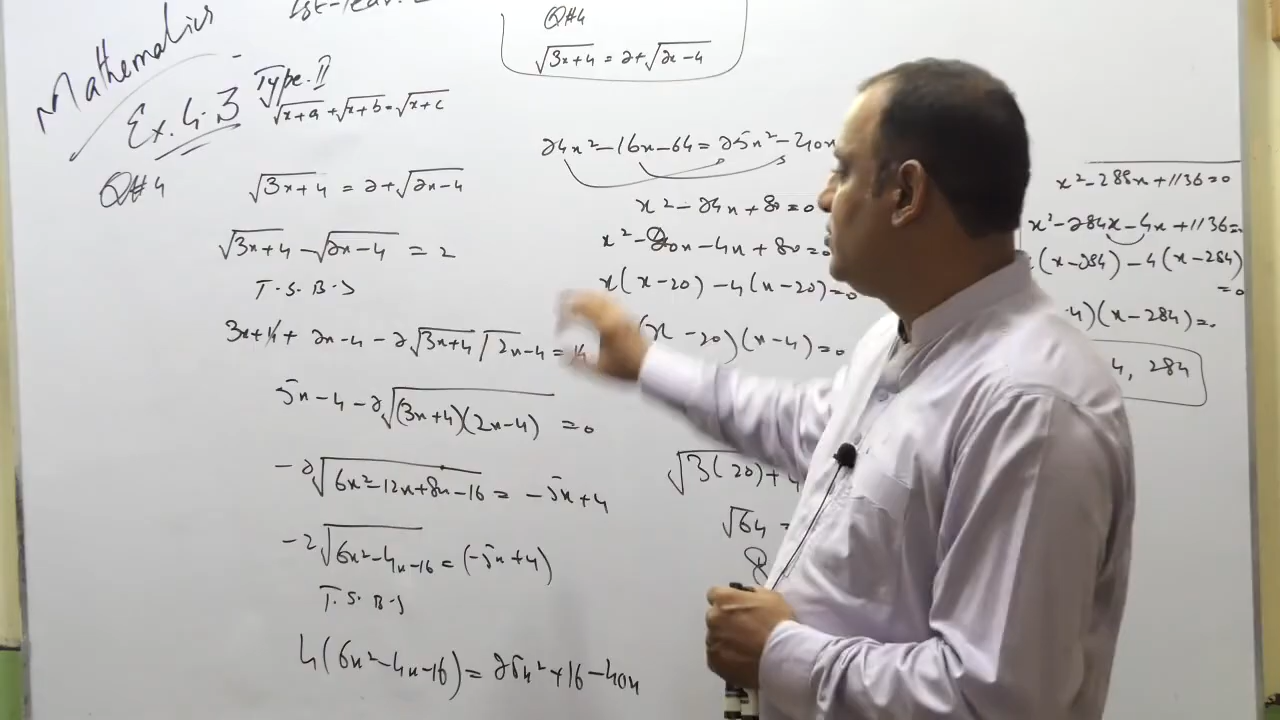 Mathematics
Ex. 4.3
Type.II
√(x+a) + √(x+b) = √(x+c)
Q#4
√(3x+4) = 2+√(2x-4)
√(3x+4) - √(2x-4) = 2
T.S.B.S
3x+4 + 2x-4 - 2√(3x+4) √(2x-4) = 4
5x-4-2√((3x+4)(2x-4)) = 0
-2√(6x²-12x+8x-16) = -5x+4
-2√(6x²-4x-16) = (-5x+4)
T.S.B.S
4(6x²-4x-16) = 25x²+16-40x
Q#4
√(3x+4) = 2+√(2x-4)
24x²-16x-64 = 25x²-40x
x²-24x+80=0
x²-20x-4x+80=0
x(x-20)-4(x-20)=0
(x-20)(x-4)=0
√(3(20)+4
√64 =
8
x²-288x+1136=0
x²-284x-4x+1136=
(x-284)-4(x-284)
=0
4)(x-284)=.
4, 284